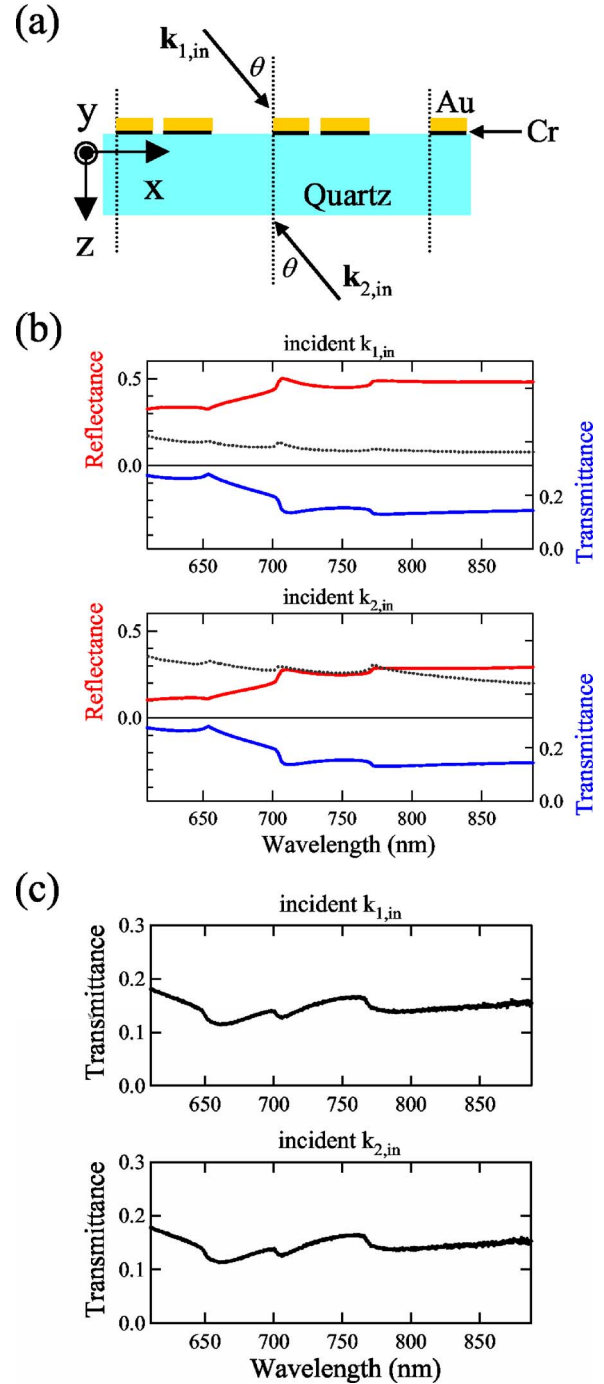 (a)
k1,in
θ
Au
Cr
y
x
z
Quartz
θ
k2,in
(b)
incident k1,in
Reflectance
0.5
0.0
Transmittance
0.2
0.0
650 700 750 800 850
incident k2,in
Reflectance
0.5
0.0
Transmittance
0.2
0.0
650 700 750 800 850
Wavelength (nm)
(c)
incident k1,in
Transmittance
0.3
0.2
0.1
0.0
650 700 750 800 850
incident k2,in
Transmittance
0.3
0.2
0.1
0.0
650 700 750 800 850
Wavelength (nm)